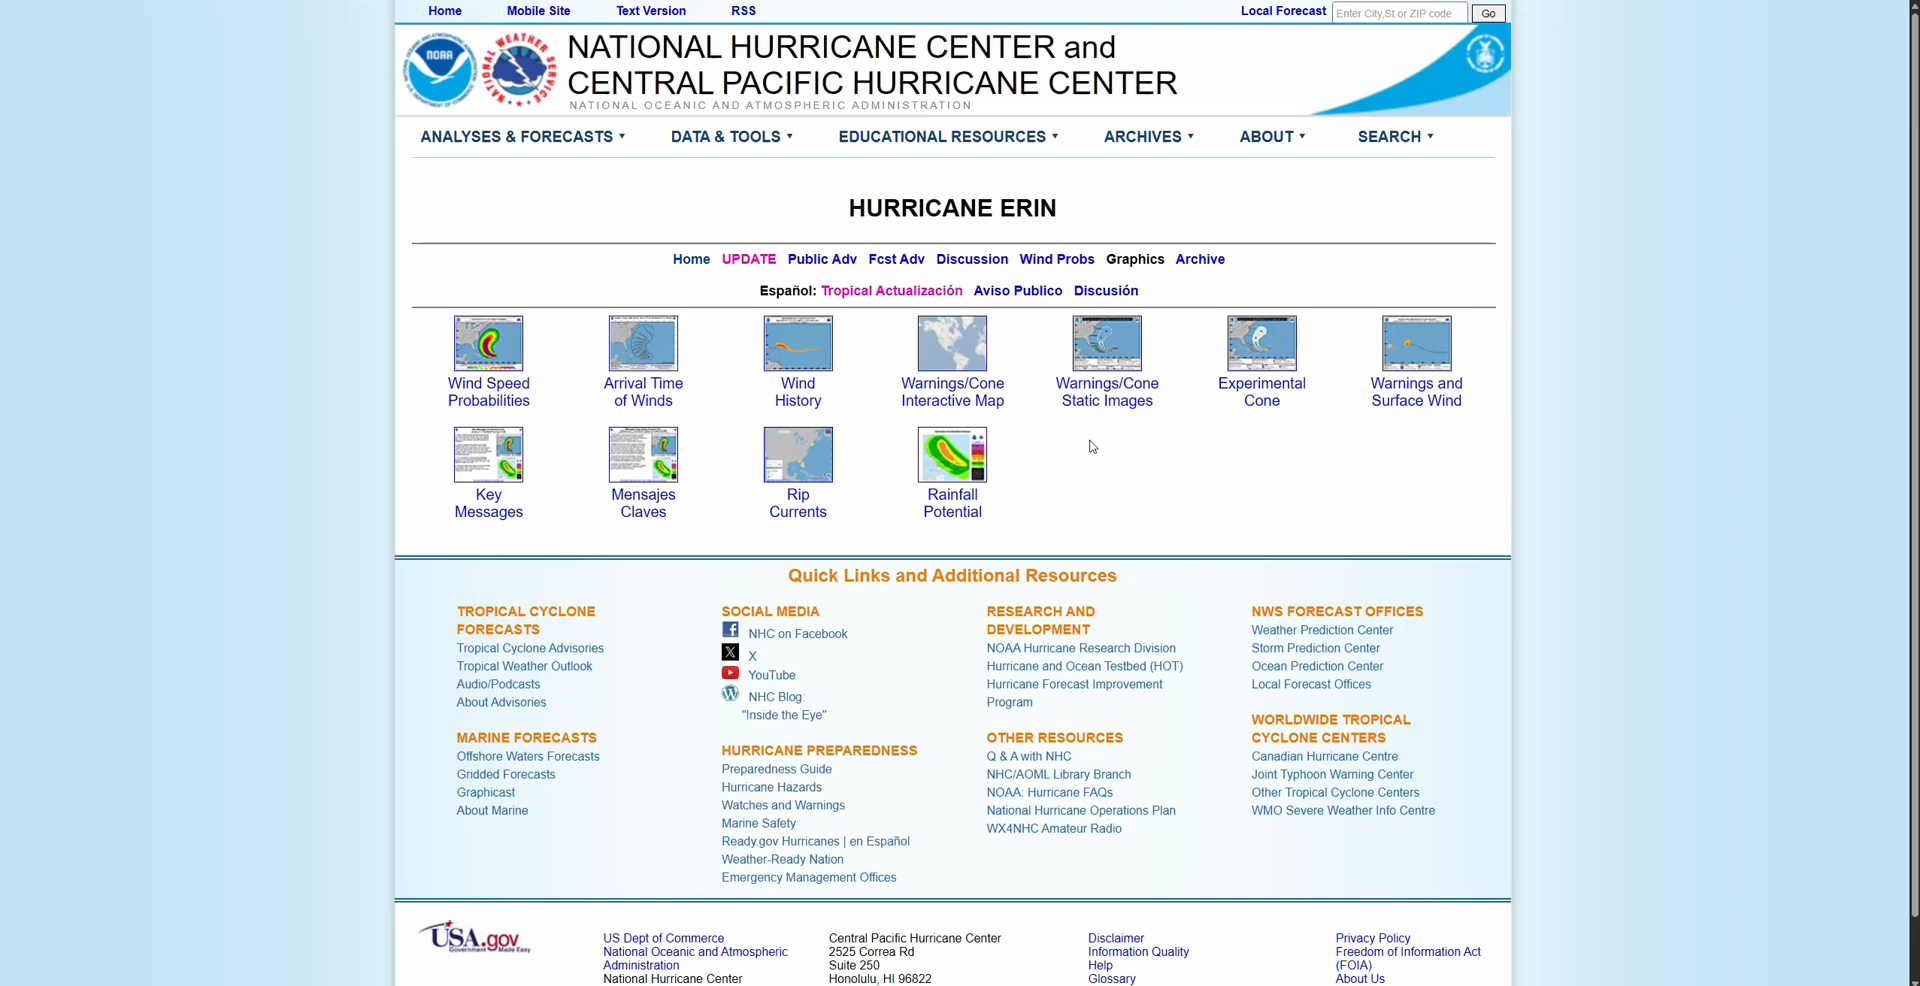 Home Mobile Site Text Version RSS Local Forecast Enter City,St or ZIP code Go
NOAA
NATIONAL WEATHER SERVICE
NATIONAL HURRICANE CENTER and
CENTRAL PACIFIC HURRICANE CENTER
NATIONAL OCEANIC AND ATMOSPHERIC ADMINISTRATION
ANALYSES & FORECASTS DATA & TOOLS EDUCATIONAL RESOURCES ARCHIVES ABOUT SEARCH
HURRICANE ERIN
Home UPDATE Public Adv Fcst Adv Discussion Wind Probs Graphics Archive
Español: Tropical Actualización Aviso Publico Discusión
Wind Speed
Probabilities
Arrival Time
of Winds
Wind
History
Warnings/Cone
Interactive Map
Warnings/Cone
Static Images
Experimental
Cone
Warnings and
Surface Wind
Key
Messages
Mensajes
Claves
Rip
Currents
Rainfall
Potential
Quick Links and Additional Resources
TROPICAL CYCLONE
FORECASTS
Tropical Cyclone Advisories
Tropical Weather Outlook
Audio/Podcasts
About Advisories
MARINE FORECASTS
Offshore Waters Forecasts
Gridded Forecasts
Graphicast
About Marine
SOCIAL MEDIA
NHC on Facebook
X
YouTube
NHC Blog:
"Inside the Eye"
HURRICANE PREPAREDNESS
Preparedness Guide
Hurricane Hazards
Watches and Warnings
Marine Safety
Ready.gov Hurricanes | en Español
Weather-Ready Nation
Emergency Management Offices
RESEARCH AND
DEVELOPMENT
NOAA Hurricane Research Division
Hurricane and Ocean Testbed (HOT)
Hurricane Forecast Improvement
Program
OTHER RESOURCES
Q & A with NHC
NHC/AOML Library Branch
NOAA: Hurricane FAQs
National Hurricane Operations Plan
WX4NHC Amateur Radio
NWS FORECAST OFFICES
Weather Prediction Center
Storm Prediction Center
Ocean Prediction Center
Local Forecast Offices
WORLDWIDE TROPICAL
CYCLONE CENTERS
Canadian Hurricane Centre
Joint Typhoon Warning Center
Other Tropical Cyclone Centers
WMO Severe Weather Info Centre
USA.gov
Government Made Easy
US Dept of Commerce
National Oceanic and Atmospheric
Administration
National Hurricane Center
Central Pacific Hurricane Center
2525 Correa Rd
Suite 250
Honolulu, HI 96822
Disclaimer
Information Quality
Help
Glossary
Privacy Policy
Freedom of Information Act
(FOIA)
About Us